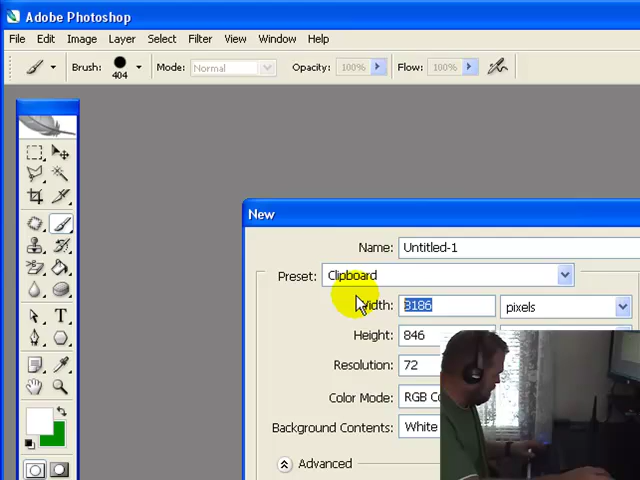 Adobe Photoshop
File Edit Image Layer Select Filter View Window Help
Brush: 404 Mode: Normal Opacity: 100% Flow: 100%
New
Name: Untitled-1
Preset: Clipboard
Width: 3186 pixels
Height: 846
Resolution: 72
Color Mode: RGB Co
Background Contents: White
Advanced